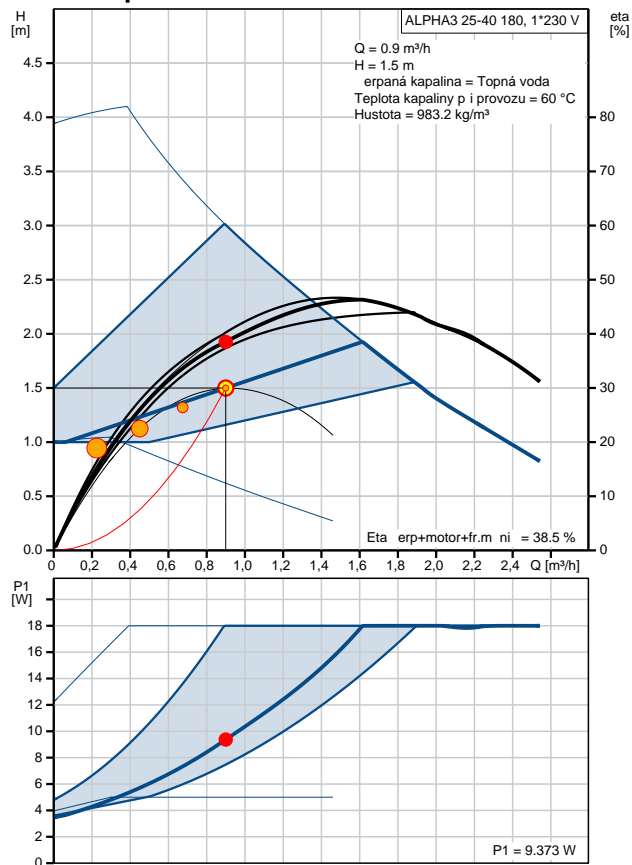 H
[m]
ALPHA3 25-40 180, 1*230 V
eta
[%]
Q = 0.9 m³/h
H = 1.5 m
erpaná kapalina = Topná voda
Teplota kapaliny p i provozu = 60 °C
Hustota = 983.2 kg/m³
4.5
4.0
3.5
3.0
2.5
2.0
1.5
1.0
0.5
0.0
80
70
60
50
40
30
20
10
0
Eta erp+motor+fr.m ni = 38.5 %
0 0,2 0,4 0,6 0,8 1,0 1,2 1,4 1,6 1,8 2,0 2,2 2,4 Q [m³/h]
P1
[W]
18
16
14
12
10
8
6
4
2
0
P1 = 9.373 W